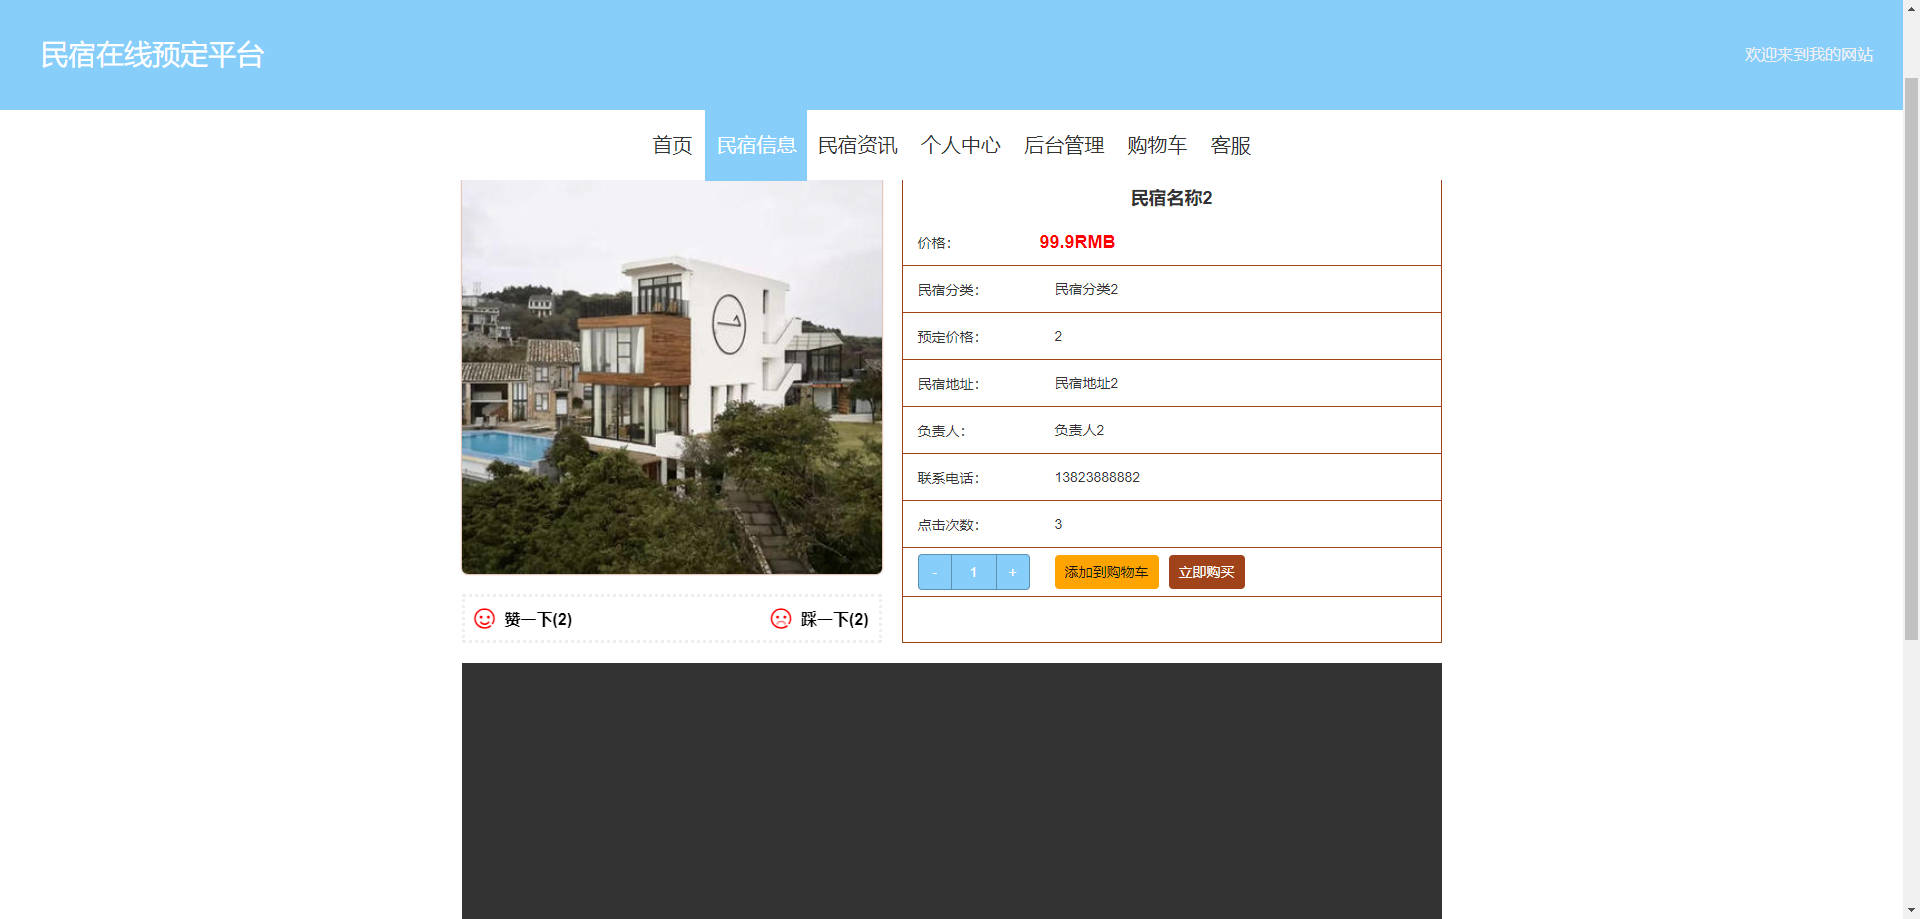 民宿在线预定平台
欢迎来到我的网站
首页 民宿信息 民宿资讯 个人中心 后台管理 购物车 客服
民宿名称2
价格： 99.9RMB
民宿分类： 民宿分类2
预定价格： 2
民宿地址： 民宿地址2
负责人： 负责人2
联系电话： 13823888882
点击次数： 3
- 1 + 添加到购物车 立即购买
赞一下(2) 踩一下(2)